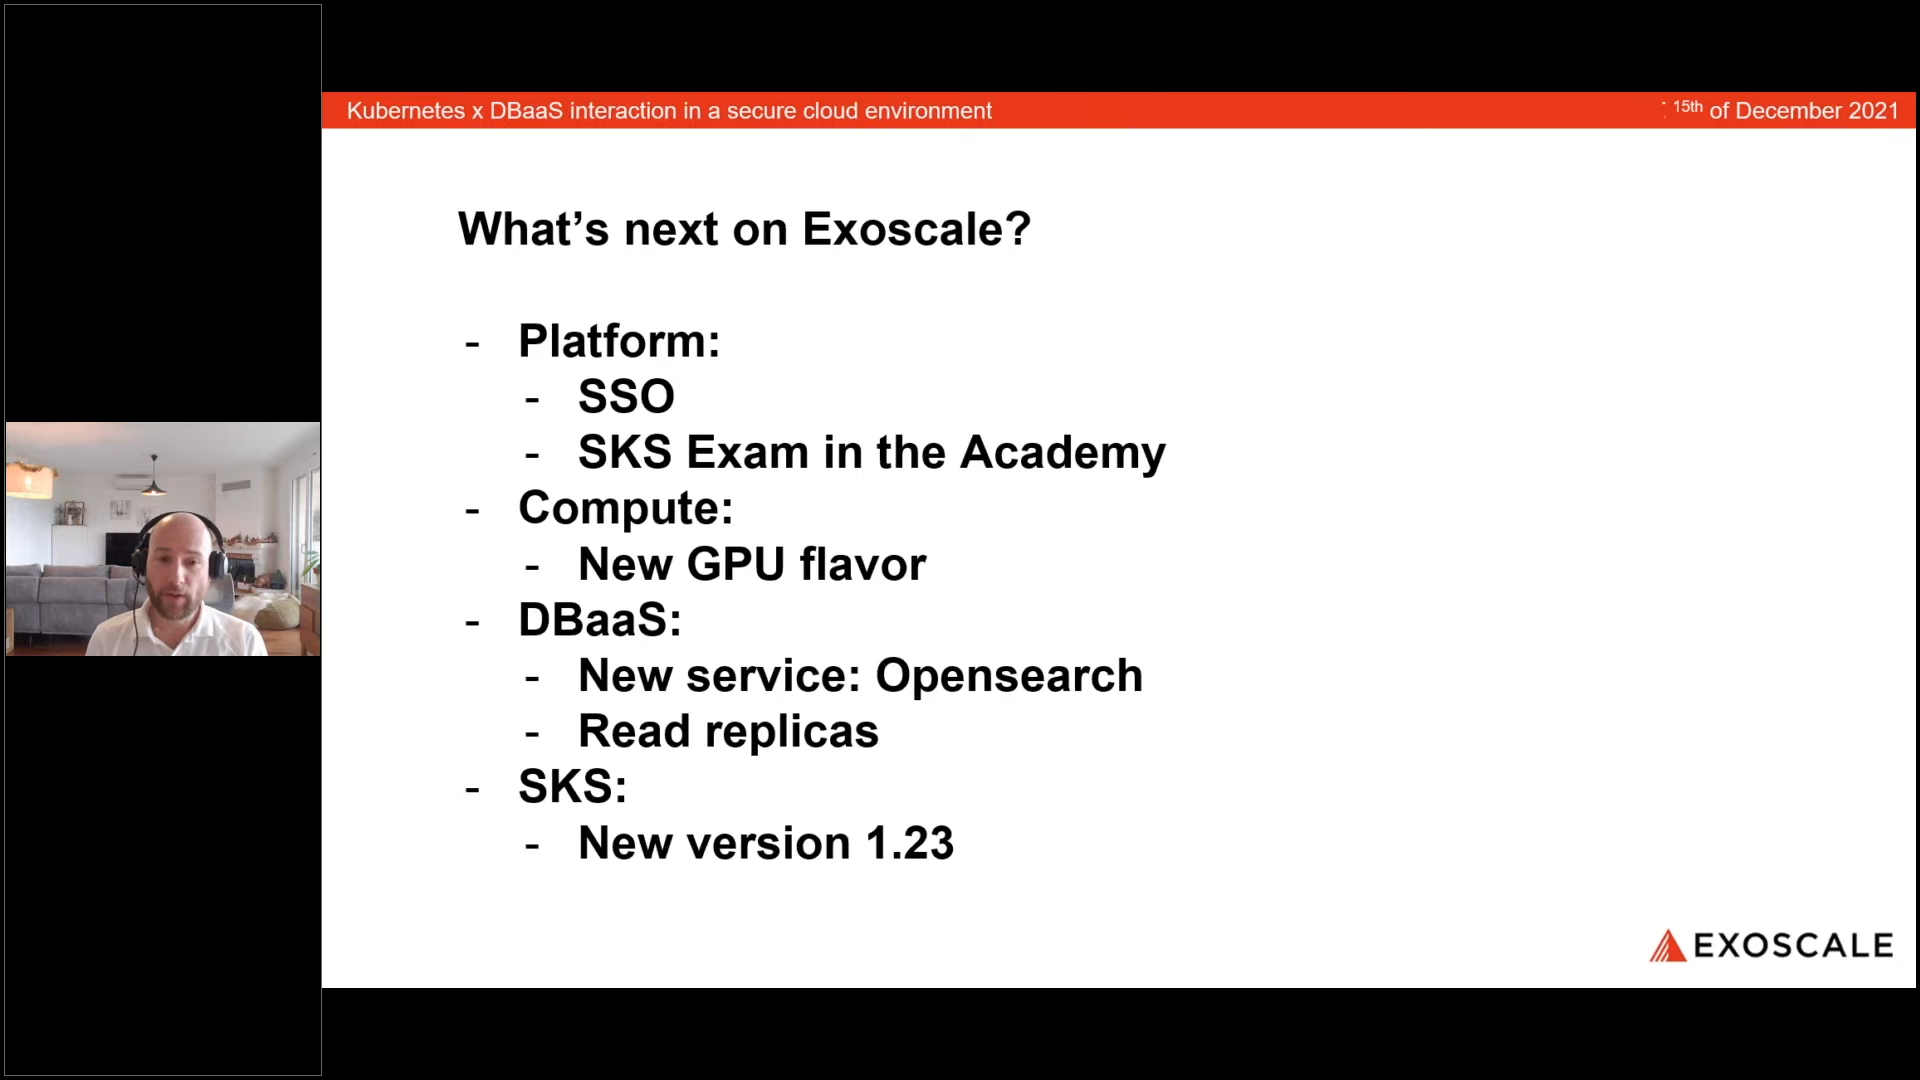 Kubernetes x DBaaS interaction in a secure cloud environment
15th of December 2021
What’s next on Exoscale?
- Platform:
- SSO
- SKS Exam in the Academy
- Compute:
- New GPU flavor
- DBaaS:
- New service: Opensearch
- Read replicas
- SKS:
- New version 1.23
EXOSCALE